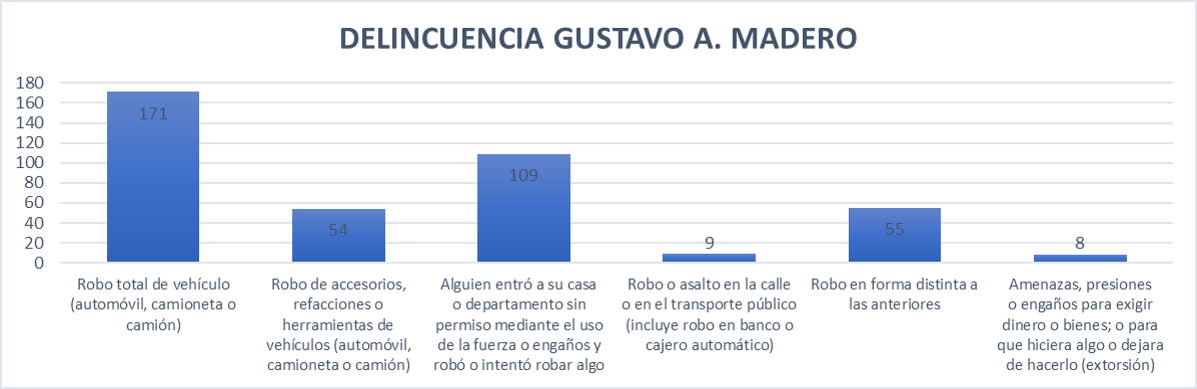 DELINCUENCIA GUSTAVO A. MADERO
180
160
140
120
100
80
60
40
20
0
171
54
109
9
55
8
Robo total de vehículo
(automóvil, camioneta o
camión)
Robo de accesorios,
refacciones o
herramientas de
vehículos (automóvil,
camioneta o camión)
Alguien entró a su casa
o departamento sin
permiso mediante el uso
de la fuerza o engaños y
robó o intentó robar algo
Robo o asalto en la calle
o en el transporte público
(incluye robo en banco o
cajero automático)
Robo en forma distinta a
las anteriores
Amenazas, presiones
o engaños para exigir
dinero o bienes; o para
que hiciera algo o dejara
de hacerlo (extorsión)